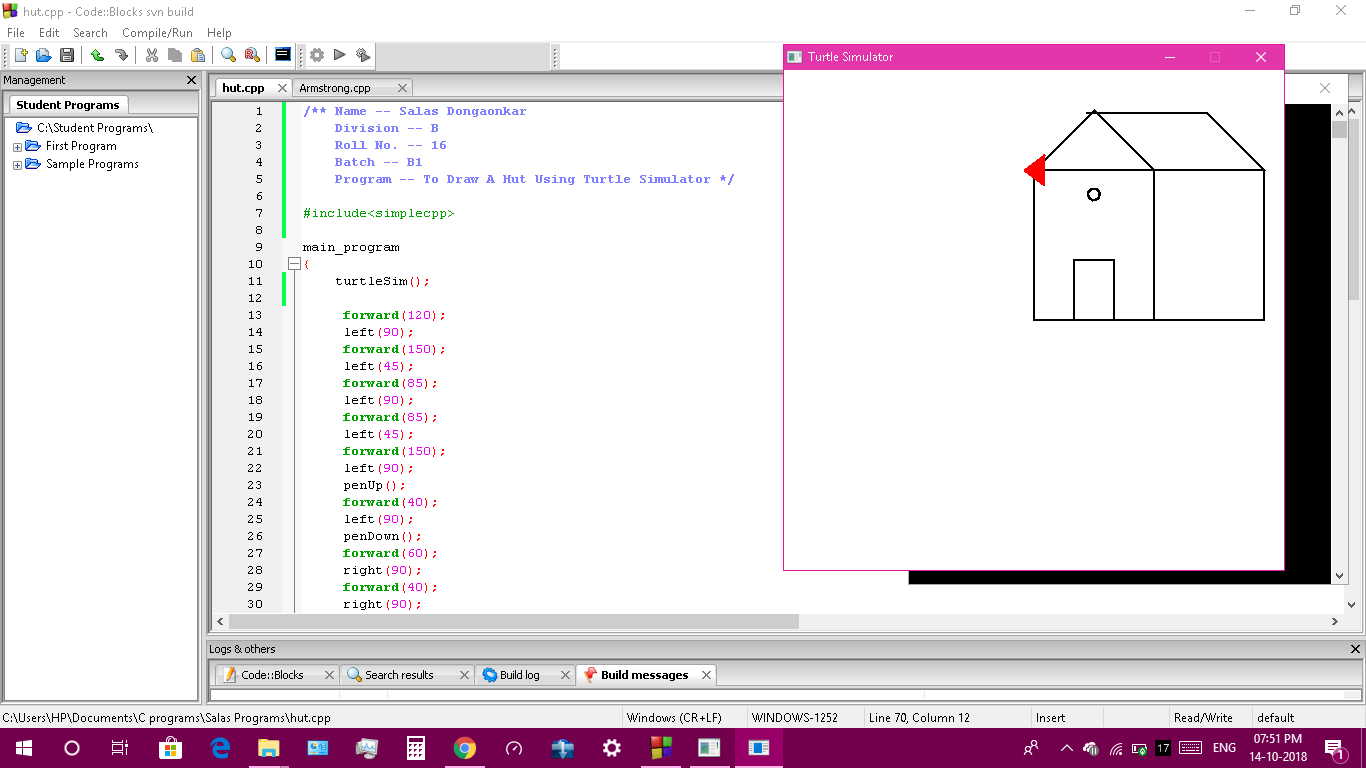 hut.cpp - Code::Blocks svn build
File Edit Search Compile/Run Help
Management
Student Programs
C:\Student Programs\
First Program
Sample Programs
hut.cpp Armstrong.cpp
1 /** Name -- Salas Dongaonkar
2 Division -- B
3 Roll No. -- 16
4 Batch -- B1
5 Program -- To Draw A Hut Using Turtle Simulator */
6
7 #include<simplecpp>
8
9 main_program
10 {
11 turtleSim();
12
13 forward(120);
14 left(90);
15 forward(150);
16 left(45);
17 forward(85);
18 left(90);
19 forward(85);
20 left(45);
21 forward(150);
22 left(90);
23 penUp();
24 forward(40);
25 left(90);
26 penDown();
27 forward(60);
28 right(90);
29 forward(40);
30 right(90);
Turtle Simulator
Logs & others
Code::Blocks Search results Build log Build messages
C:\Users\HP\Documents\C programs\Salas Programs\hut.cpp Windows (CR+LF) WINDOWS-1252 Line 70, Column 12 Insert Read/Write default
17 ENG 07:51 PM
14-10-2018
1